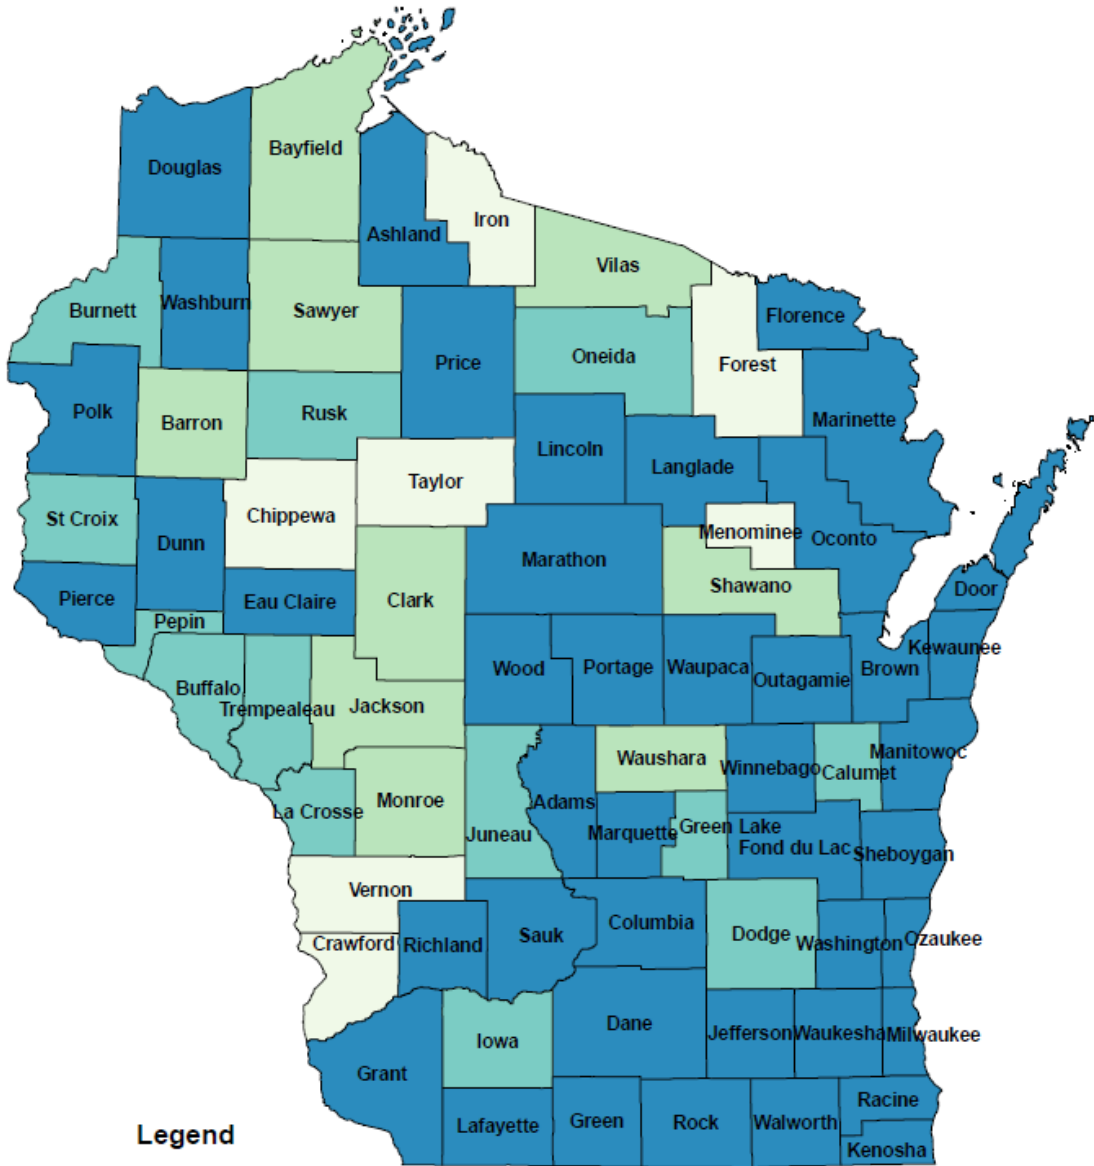 Bayfield
Douglas
Iron
Ashland
Vilas
Burnett
Washburn
Sawyer
Florence
Oneida
Price
Forest
Polk
Rusk
Barron
Marinette
Lincoln
Langlade
Taylor
Chippewa
St Croix
Menominee
Oconto
Dunn
Marathon
Shawano
Door
Pierce
Eau Claire
Clark
Pepin
Kewaunee
Wood
Portage
Waupaca
Brown
Outagamie
Buffalo
Trempealeau
Jackson
Manitowoc
Waushara
Winnebago
Calumet
Monroe
Adams
La Crosse
Green Lake
Juneau
Marquette
Fond du Lac
Sheboygan
Vernon
Columbia
Dodge
Sauk
Ozaukee
Crawford
Richland
Washington
Dane
Jefferson
Waukesha
Milwaukee
Iowa
Grant
Racine
Green
Rock
Walworth
Lafayette
Legend
Kenosha